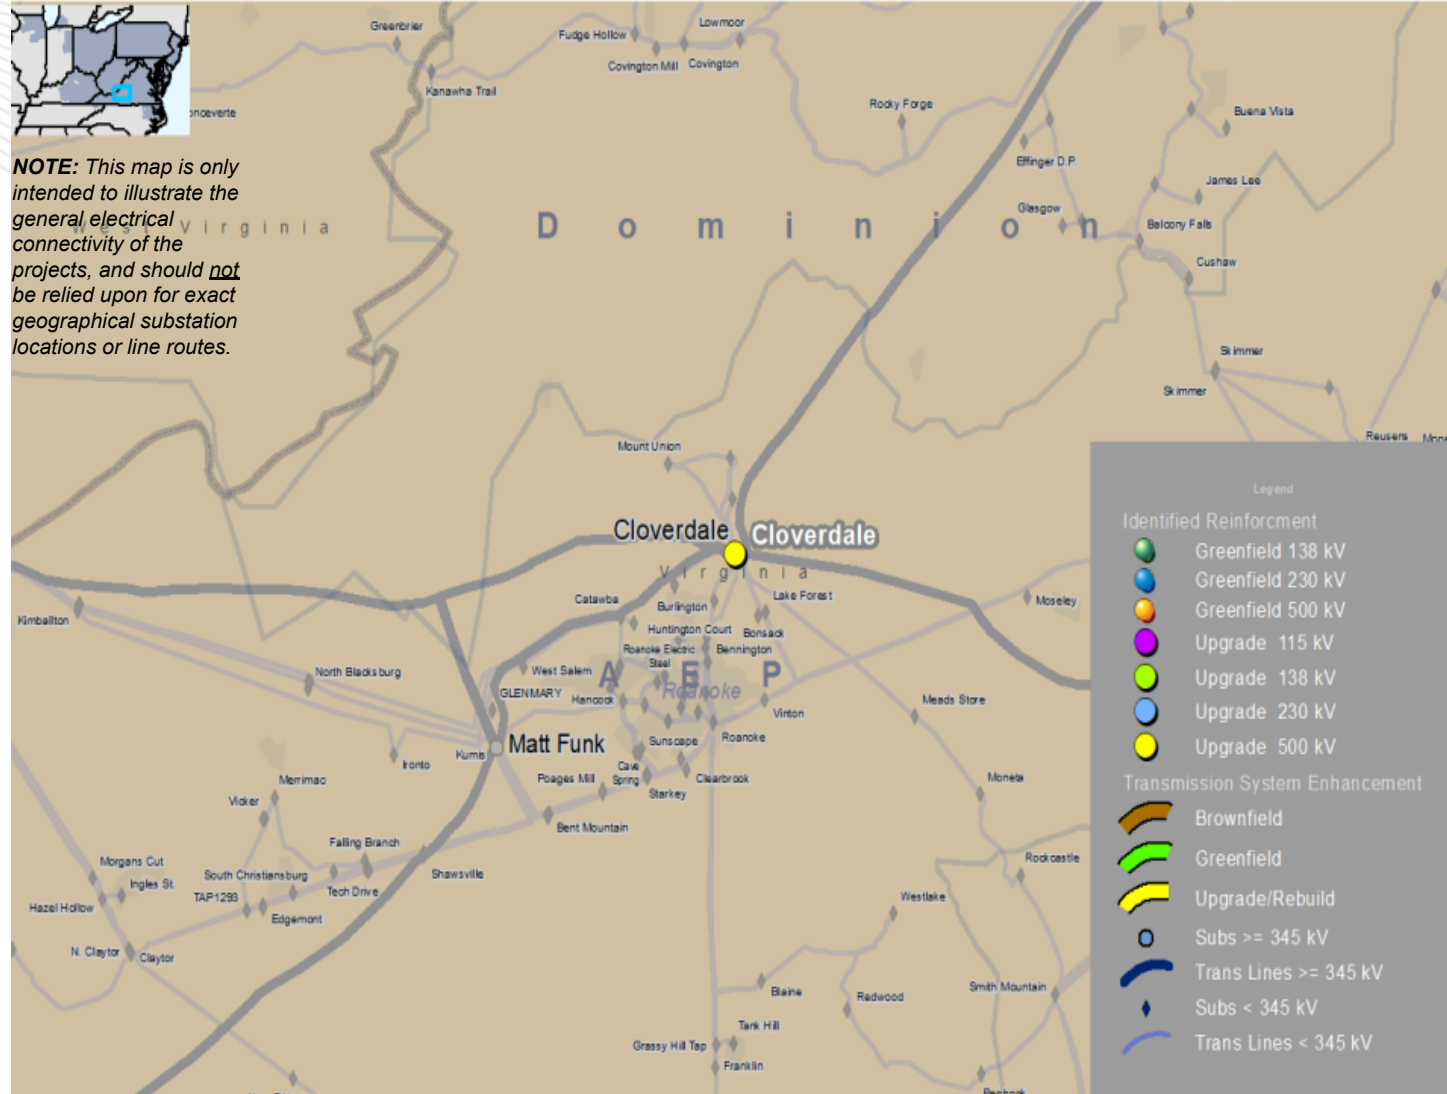 Greenbrier
Fudge Hollow
Lowmoor
Covington Mill
Covington
Kanawha Trail
onceverte
Rocky Forge
Buena Vista
Effinger D.P.
James Lee
Glasgow
Balcony Falls
Cushaw
NOTE: This map is only
intended to illustrate the
general electrical
connectivity of the
projects, and should not
be relied upon for exact
geographical substation
locations or line routes.
West Virginia
Dominion
Skimmer
Skimmer
Reusers
Mone
Mount Union
Cloverdale
Cloverdale
Virginia
Catawba
Burlington
Lake Forest
Moseley
Kimballton
Huntington Court
Bonsack
Roanoke Electric
Steel
Bennington
North Blacksburg
West Salem
AEP
Roanoke
GLENMARY
Hancock
Vinton
Meads Store
Matt Funk
Kumis
Sunscape
Roanoke
Ironto
Cave
Spring
Poages Mill
Clearbrook
Starkey
Merrimac
Moneta
Vicker
Bent Mountain
Falling Branch
Rockcastle
Morgans Cut
Ingles St.
South Christiansburg
Shawsville
TAP1293
Tech Drive
Westlake
Hazel Hollow
Edgemont
N. Claytor
Claytor
Blaine
Redwood
Smith Mountain
Tank Hill
Grassy Hill Tap
Franklin
Legend
Identified Reinforcment
Greenfield 138 kV
Greenfield 230 kV
Greenfield 500 kV
Upgrade 115 kV
Upgrade 138 kV
Upgrade 230 kV
Upgrade 500 kV
Transmission System Enhancement
Brownfield
Greenfield
Upgrade/Rebuild
Subs >= 345 kV
Trans Lines >= 345 kV
Subs < 345 kV
Trans Lines < 345 kV